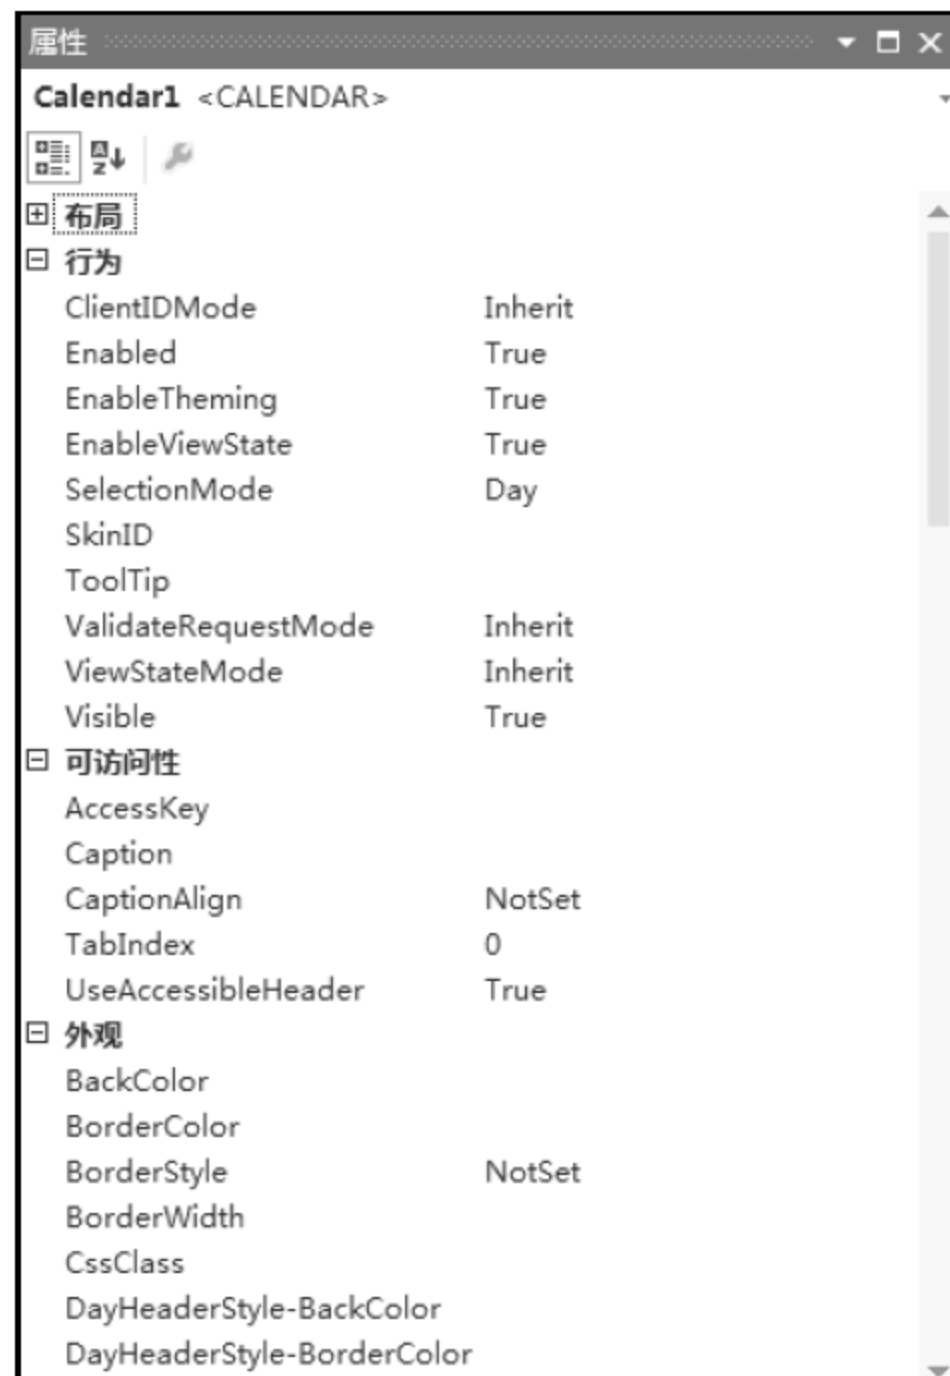 属性
Calendar1 <CALENDAR>
布局
行为
ClientIDMode Inherit
Enabled True
EnableTheming True
EnableViewState True
SelectionMode Day
SkinID
ToolTip
ValidateRequestMode Inherit
ViewStateMode Inherit
Visible True
可访问性
AccessKey
Caption
CaptionAlign NotSet
TabIndex 0
UseAccessibleHeader True
外观
BackColor
BorderColor
BorderStyle NotSet
BorderWidth
CssClass
DayHeaderStyle-BackColor
DayHeaderStyle-BorderColor